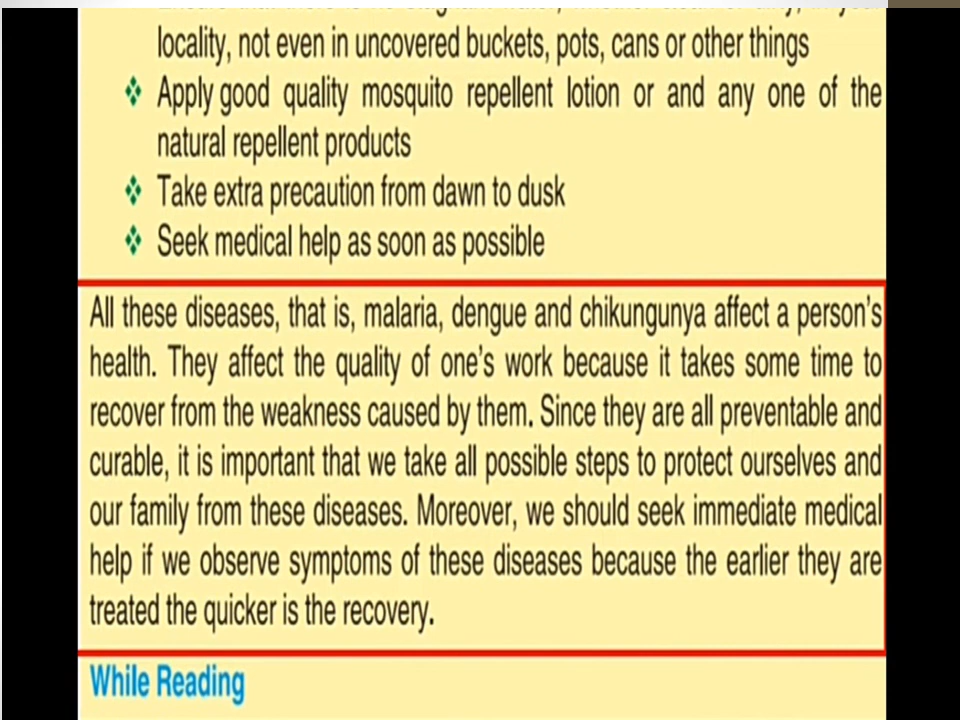 locality, not even in uncovered buckets, pots, cans or other things
Apply good quality mosquito repellent lotion or and any one of the
natural repellent products
Take extra precaution from dawn to dusk
Seek medical help as soon as possible
All these diseases, that is, malaria, dengue and chikungunya affect a person's
health. They affect the quality of one's work because it takes some time to
recover from the weakness caused by them. Since they are all preventable and
curable, it is important that we take all possible steps to protect ourselves and
our family from these diseases. Moreover, we should seek immediate medical
help if we observe symptoms of these diseases because the earlier they are
treated the quicker is the recovery.
While Reading